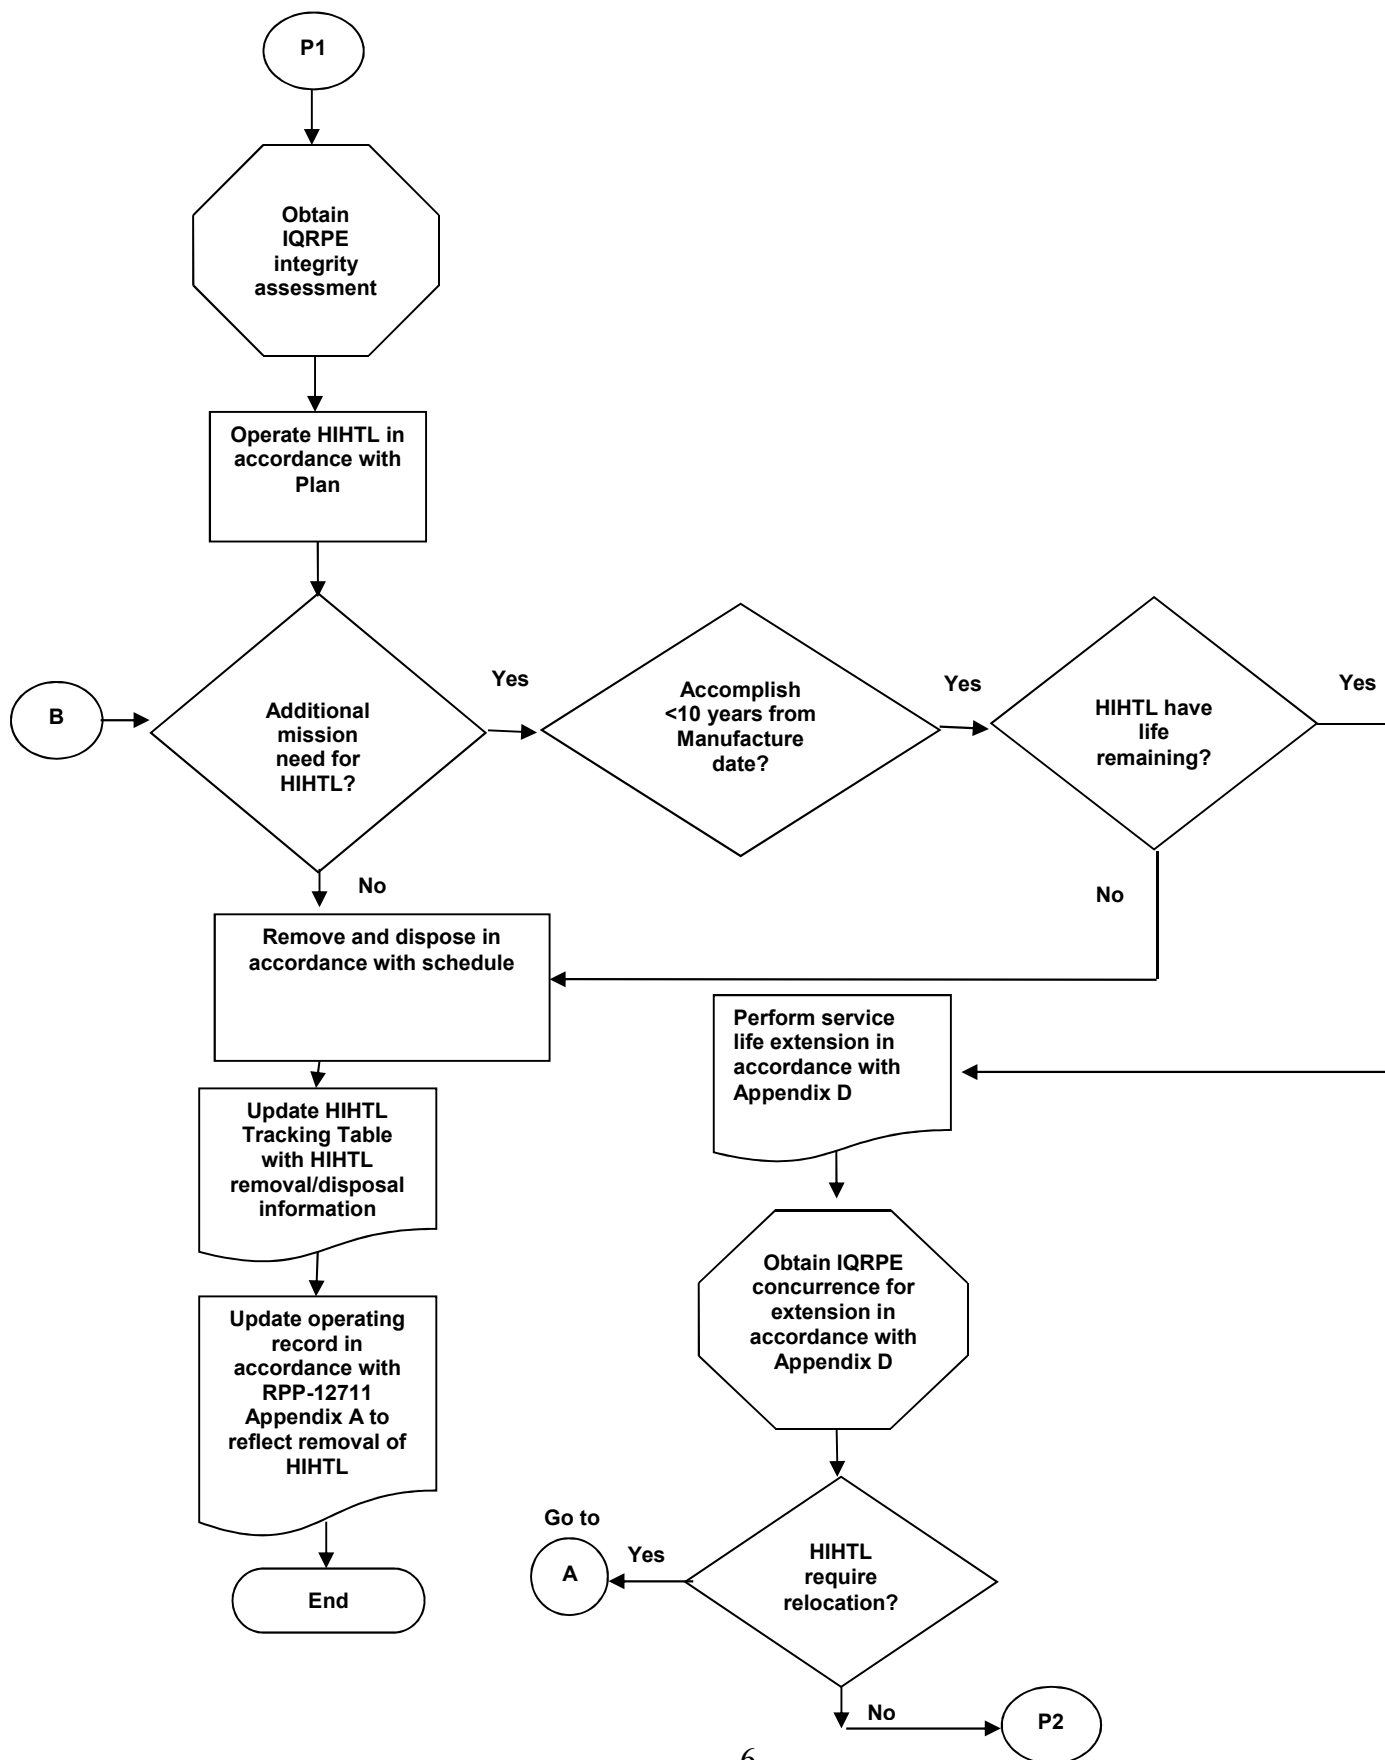 P1
Obtain
IQRPE
integrity
assessment
Operate HIHTL in
accordance with
Plan
B
Additional
mission
need for
HIHTL?
Yes
Accomplish
<10 years from
Manufacture
date?
Yes
HIHTL have
life
remaining?
Yes
No
No
Remove and dispose in
accordance with schedule
Perform service
life extension in
accordance with
Appendix D
Update HIHTL
Tracking Table
with HIHTL
removal/disposal
information
Obtain IQRPE
concurrence for
extension in
accordance with
Appendix D
Update operating
record in
accordance with
RPP-12711
Appendix A to
reflect removal of
HIHTL
End
Go to
A
Yes
HIHTL
require
relocation?
No
P2
6